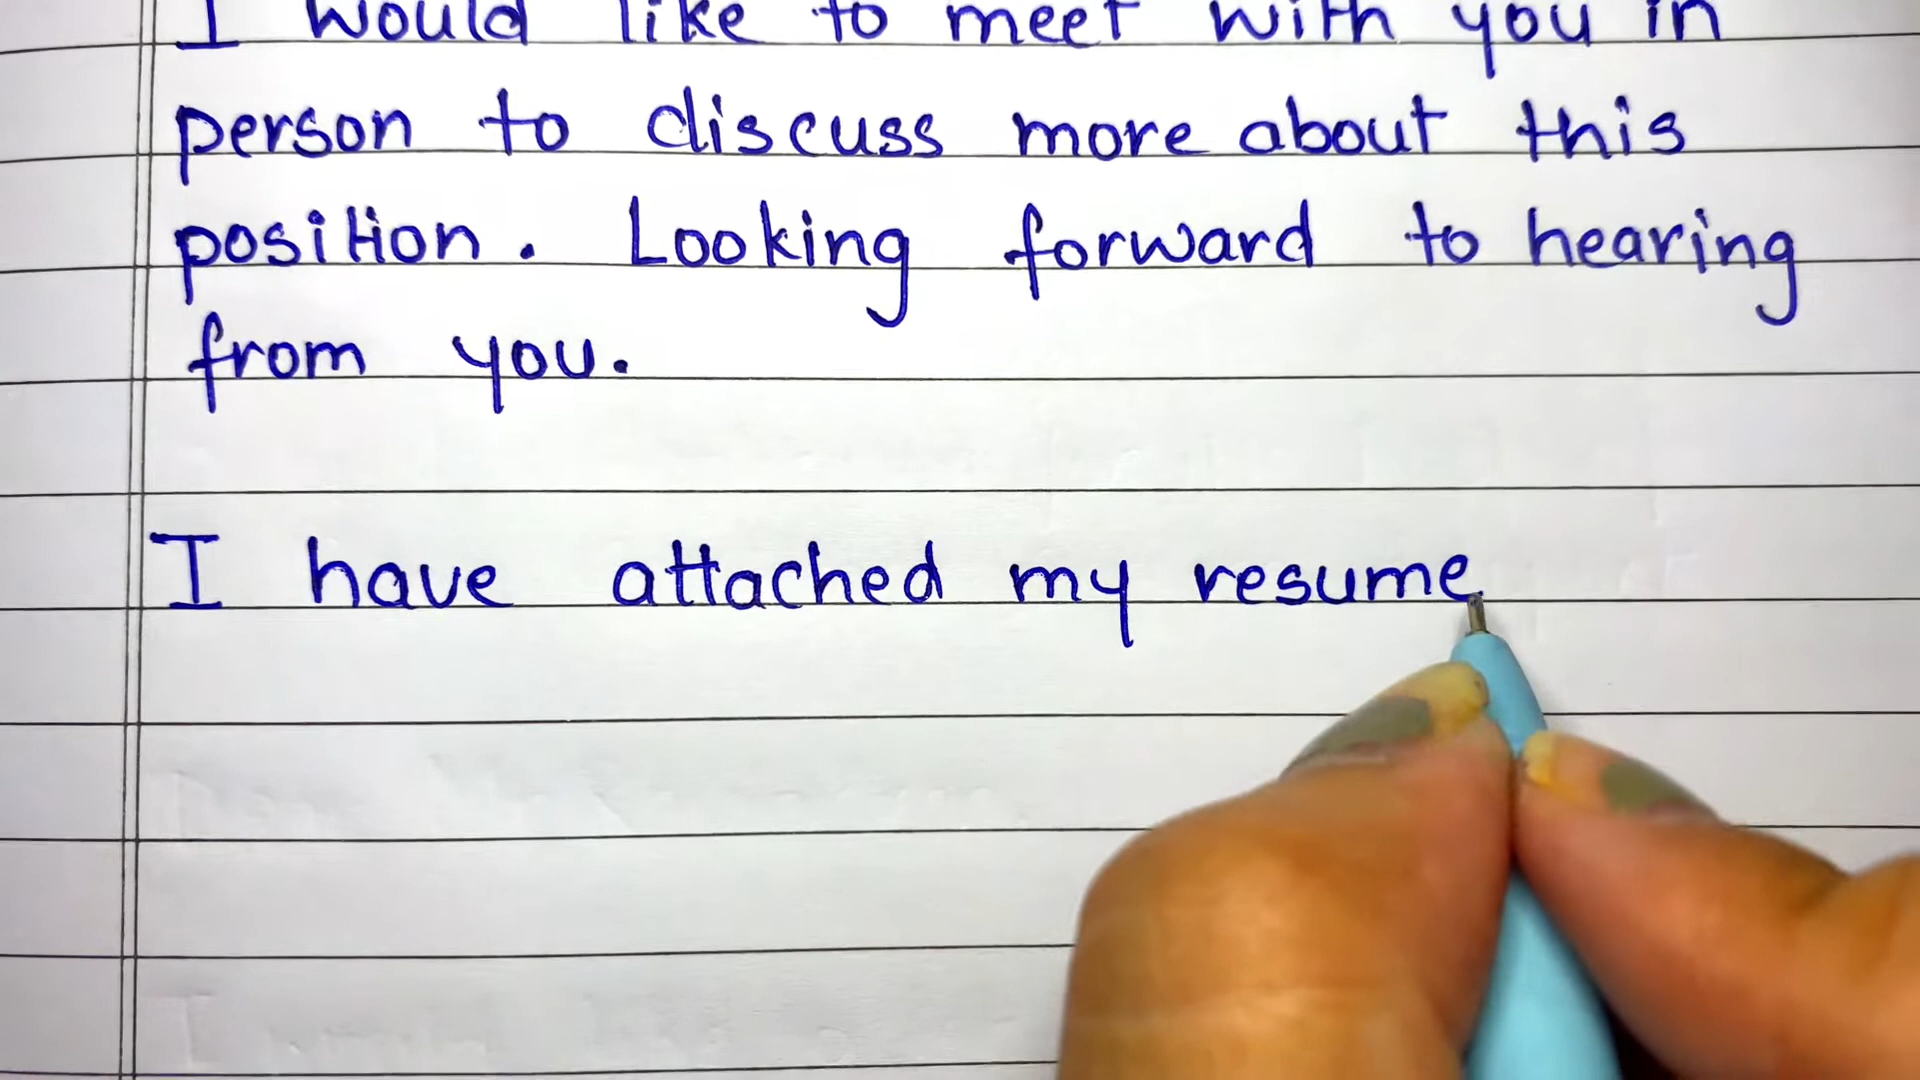 I would like to meet with you in
person to discuss more about this
position. Looking forward to hearing
from you.
I have attached my resume